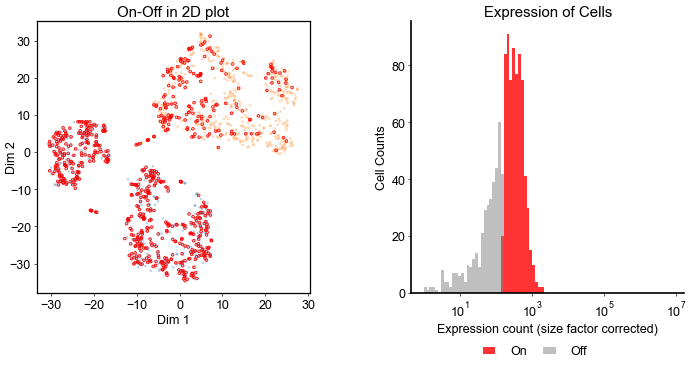 On-Off in 2D plot
Dim 2
30
20
10
0
−10
−20
−30
−30 −20 −10 0 10 20 30
Dim 1
Expression of Cells
Cell Counts
80
60
40
20
0
10^1 10^3 10^5 10^7
Expression count (size factor corrected)
On Off